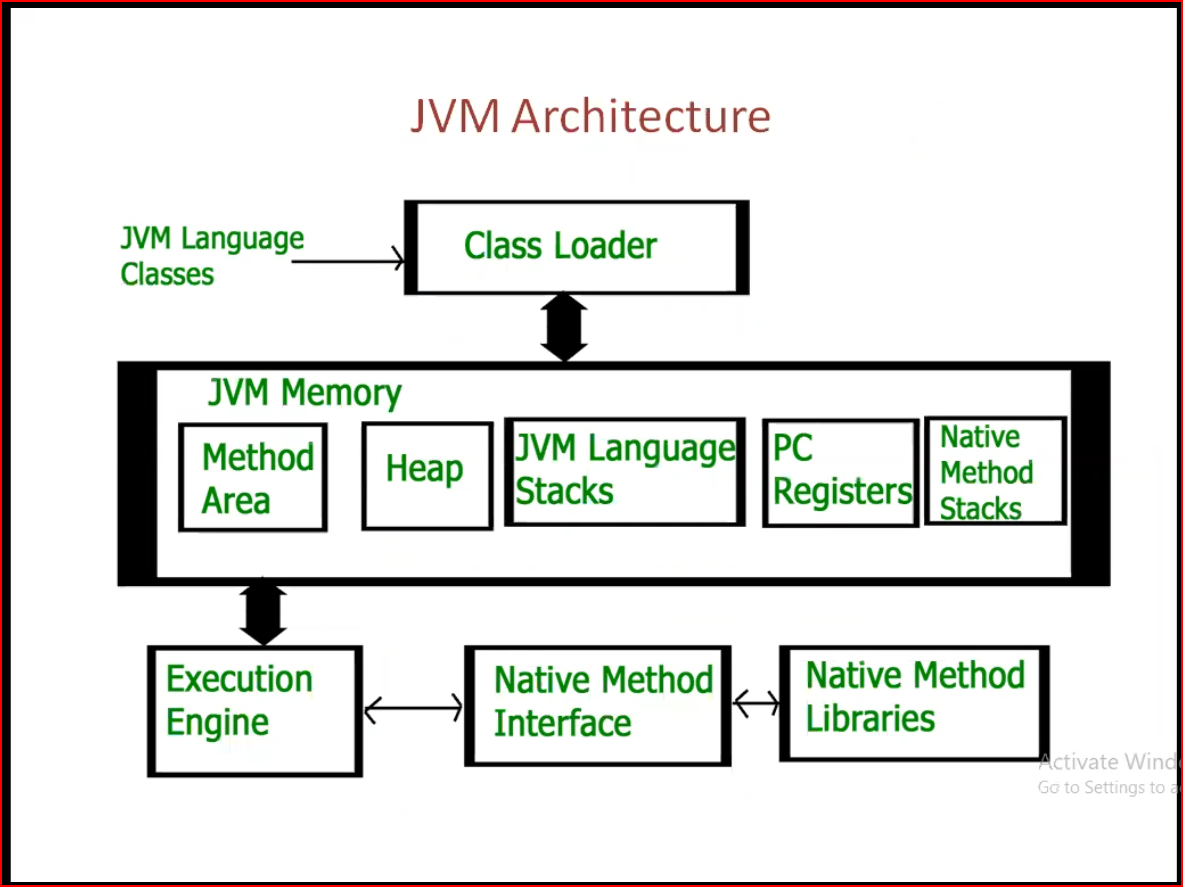 JVM Architecture
JVM Language
Classes
Class Loader
JVM Memory
Method
Area
Heap
JVM Language
Stacks
PC
Registers
Native
Method
Stacks
Execution
Engine
Native Method
Interface
Native Method
Libraries
Activate
Go to Settings to